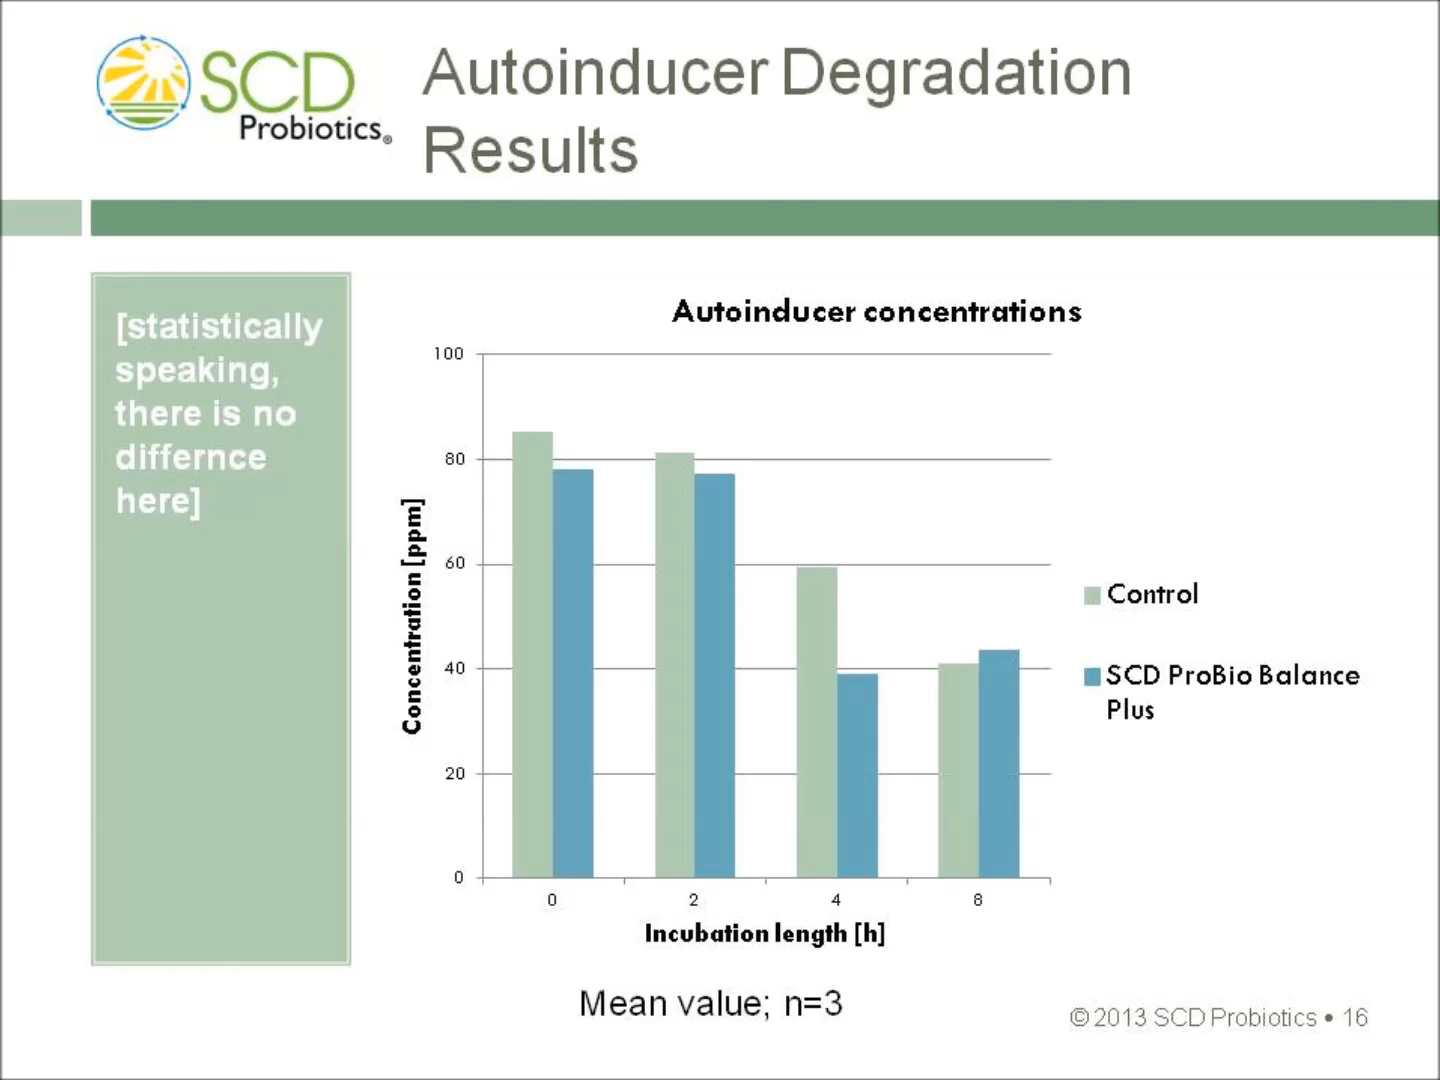 SCD
Probiotics®
Autoinducer Degradation
Results
[statistically
speaking,
there is no
differnce
here]
Autoinducer concentrations
100
80
60
40
20
0
Concentration [ppm]
0 2 4 8
Incubation length [h]
Control
SCD ProBio Balance
Plus
Mean value; n=3
© 2013 SCD Probiotics • 16